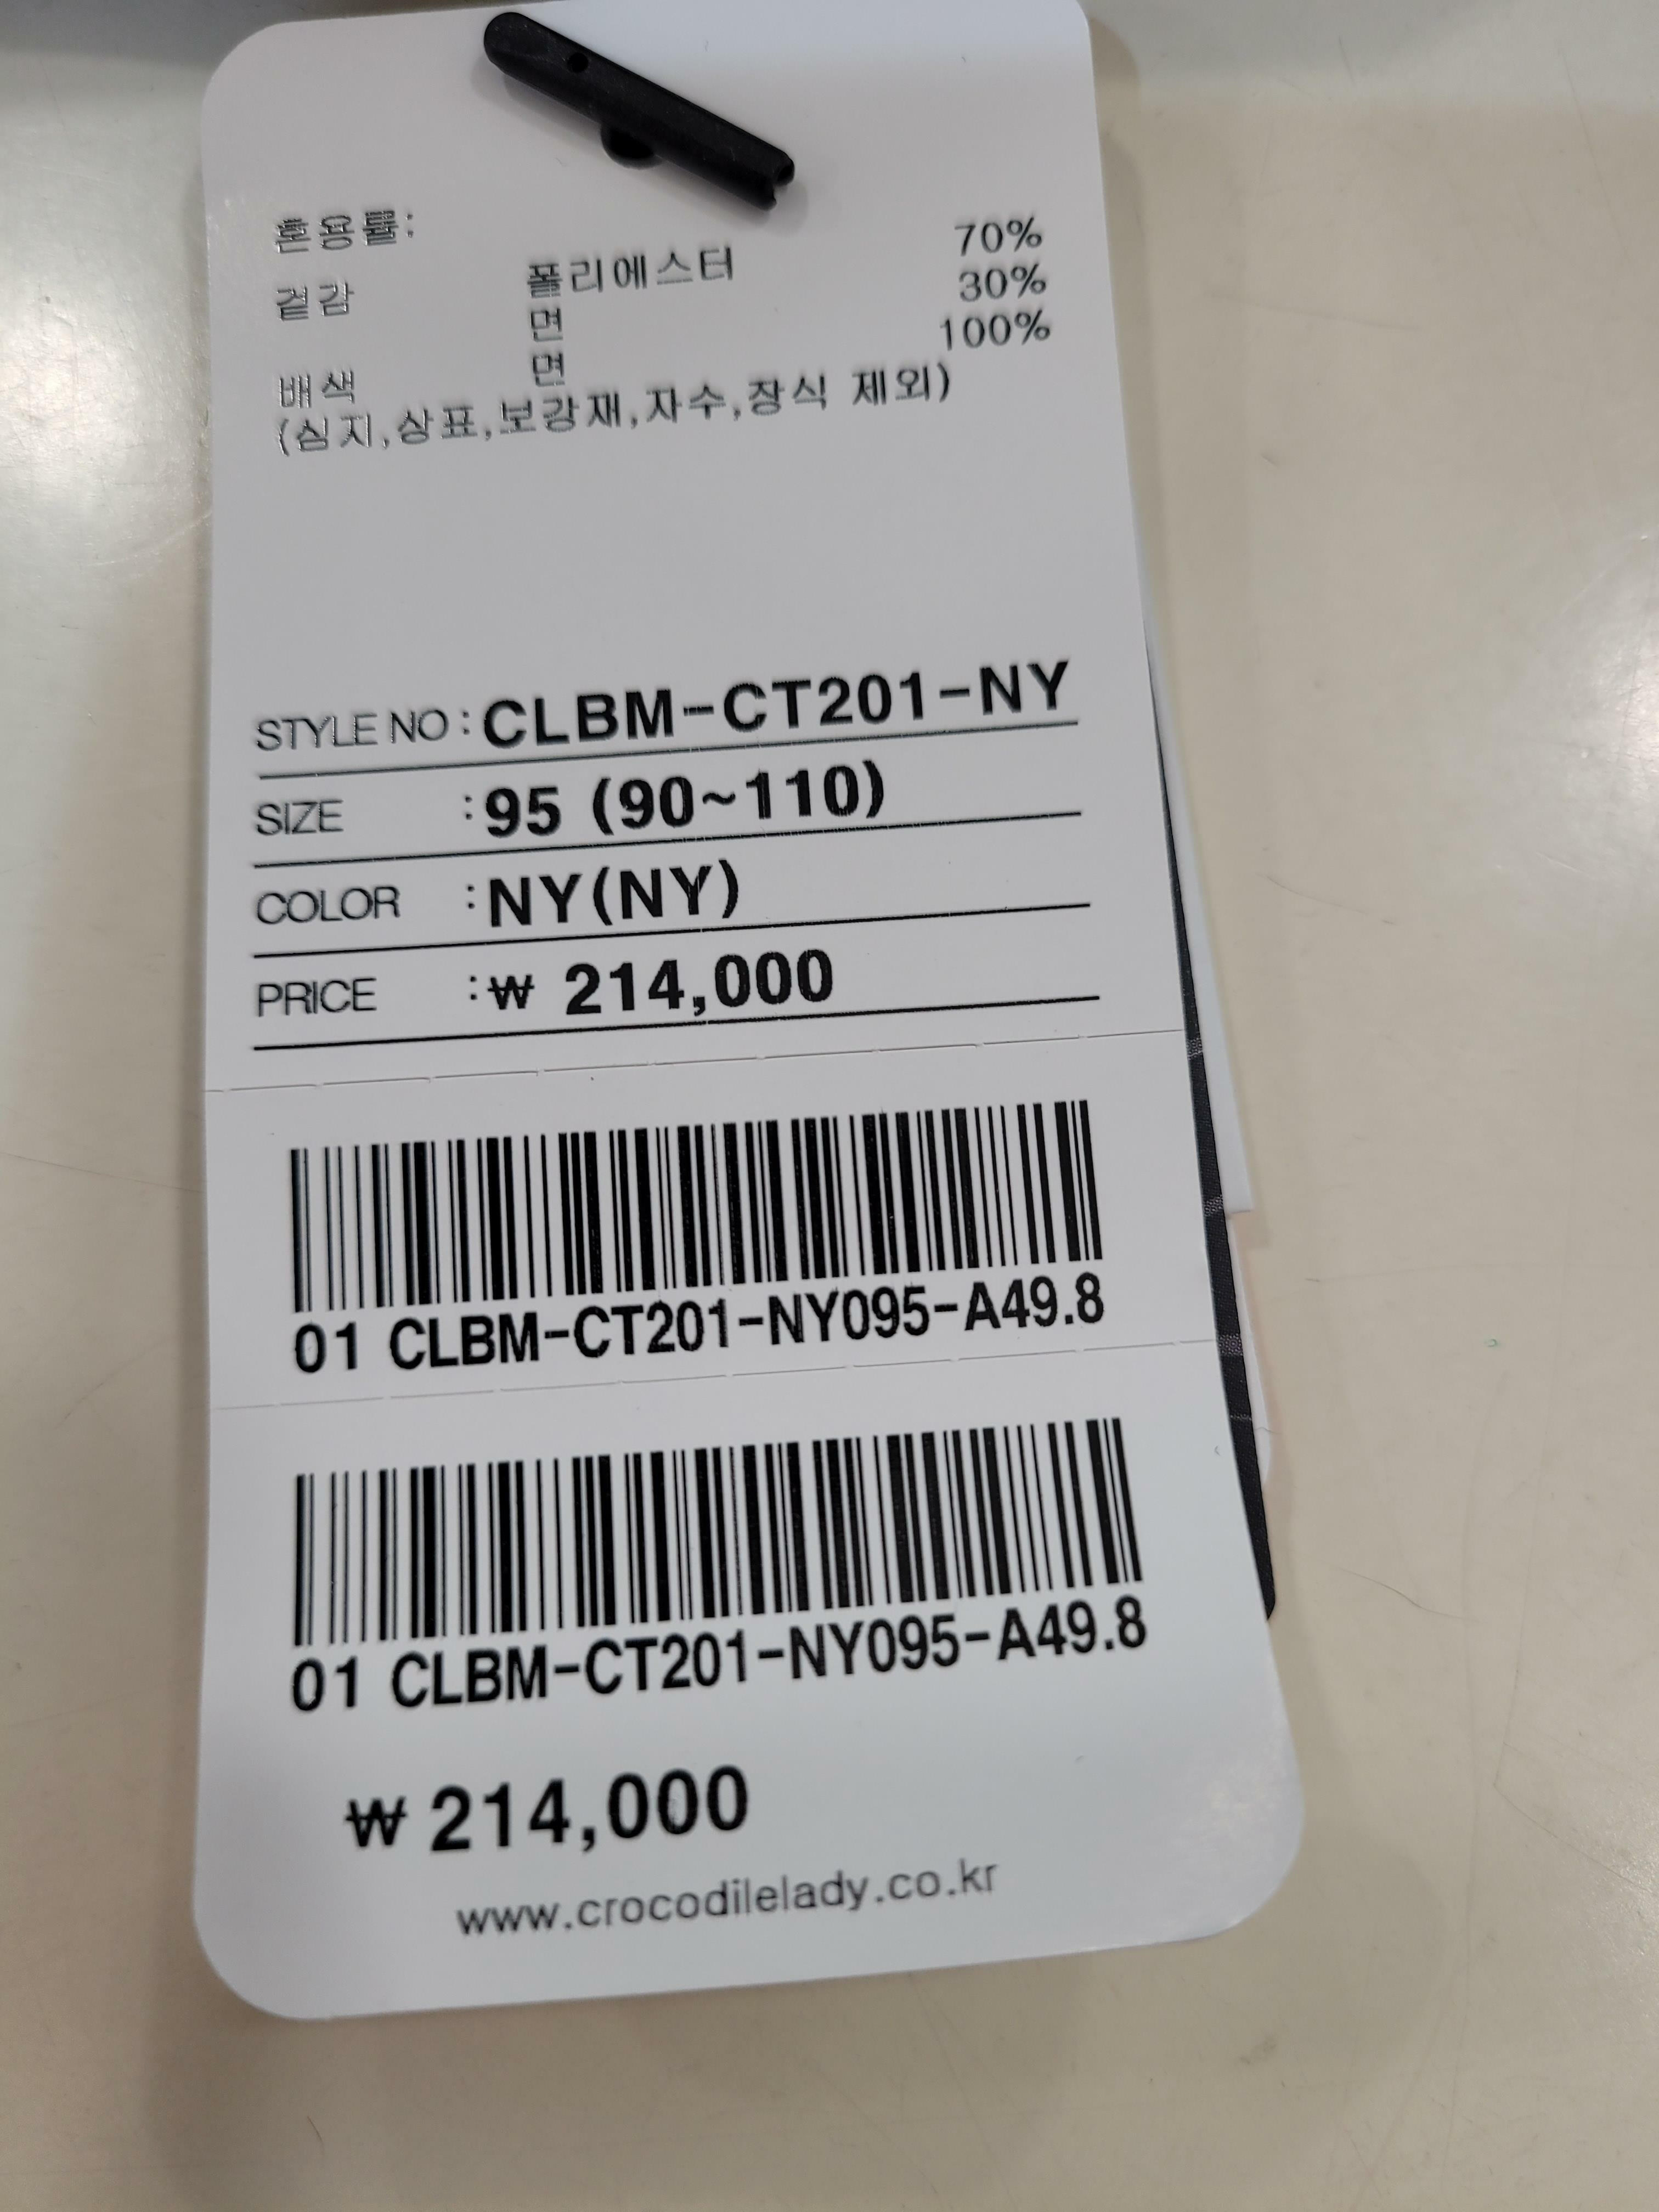 혼용률:
겉감 폴리에스터 70%
면 30%
배색 면 100%
(심지,상표,보강재,자수,장식 제외)
STYLE NO : CLBM-CT201-NY
SIZE : 95 (90~110)
COLOR : NY(NY)
PRICE : ₩ 214,000
01 CLBM-CT201-NY095-A49.8
01 CLBM-CT201-NY095-A49.8
₩ 214,000
www.crocodilelady.co.kr